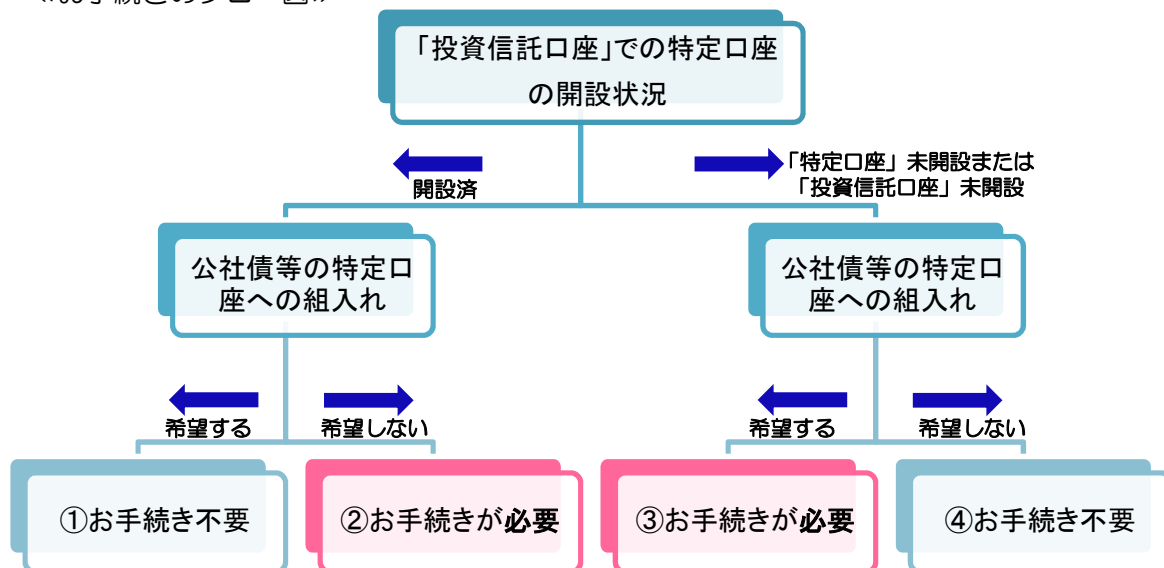 「投資信託口座」での特定口座
の開設状況
開設済
「特定口座」未開設または
「投資信託口座」未開設
公社債等の特定口
座への組入れ
公社債等の特定口
座への組入れ
希望する
希望しない
希望する
希望しない
①お手続き不要
②お手続きが必要
③お手続きが必要
④お手続き不要